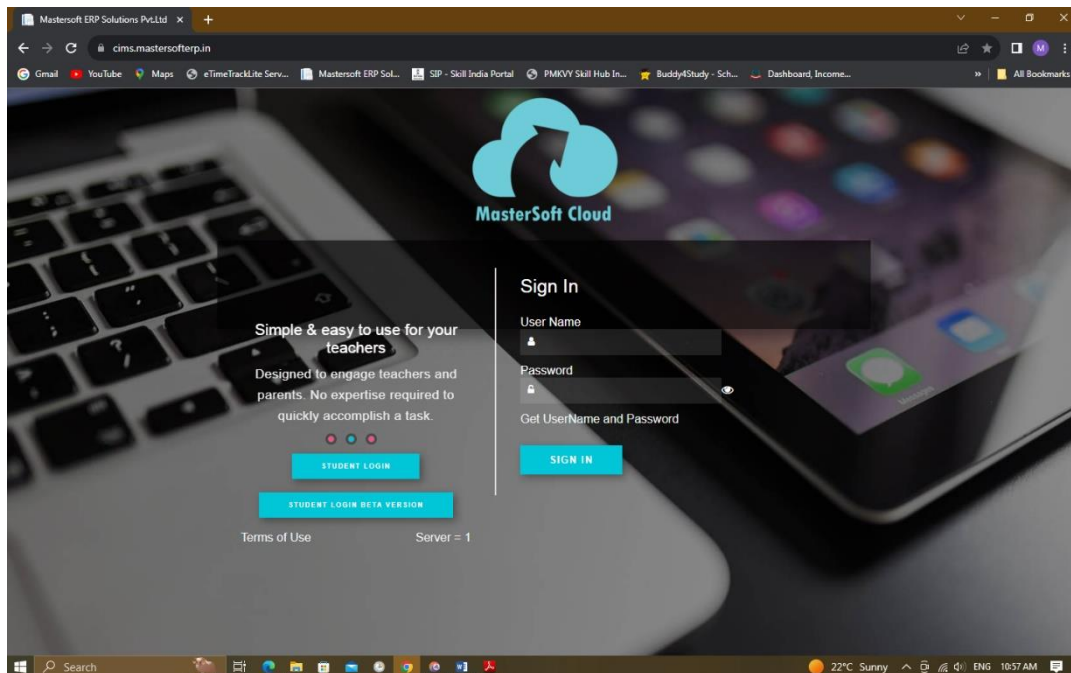 Mastersoft ERP Solutions Pvt.Ltd
cims.mastersofterp.in
M
Gmail YouTube Maps eTimeTrackLite Serv... Mastersoft ERP Sol... SIP - Skill India Portal PMKVY Skill Hub In... Buddy4Study - Sch... Dashboard, Income... » All Bookmarks
MasterSoft Cloud
Sign In
User Name
Simple & easy to use for your
teachers
Password
Designed to engage teachers and
parents. No expertise required to
quickly accomplish a task.
Get UserName and Password
SIGN IN
STUDENT LOGIN
STUDENT LOGIN BETA VERSION
Terms of Use Server = 1
Messages
Search 22°C Sunny ENG 10:57 AM